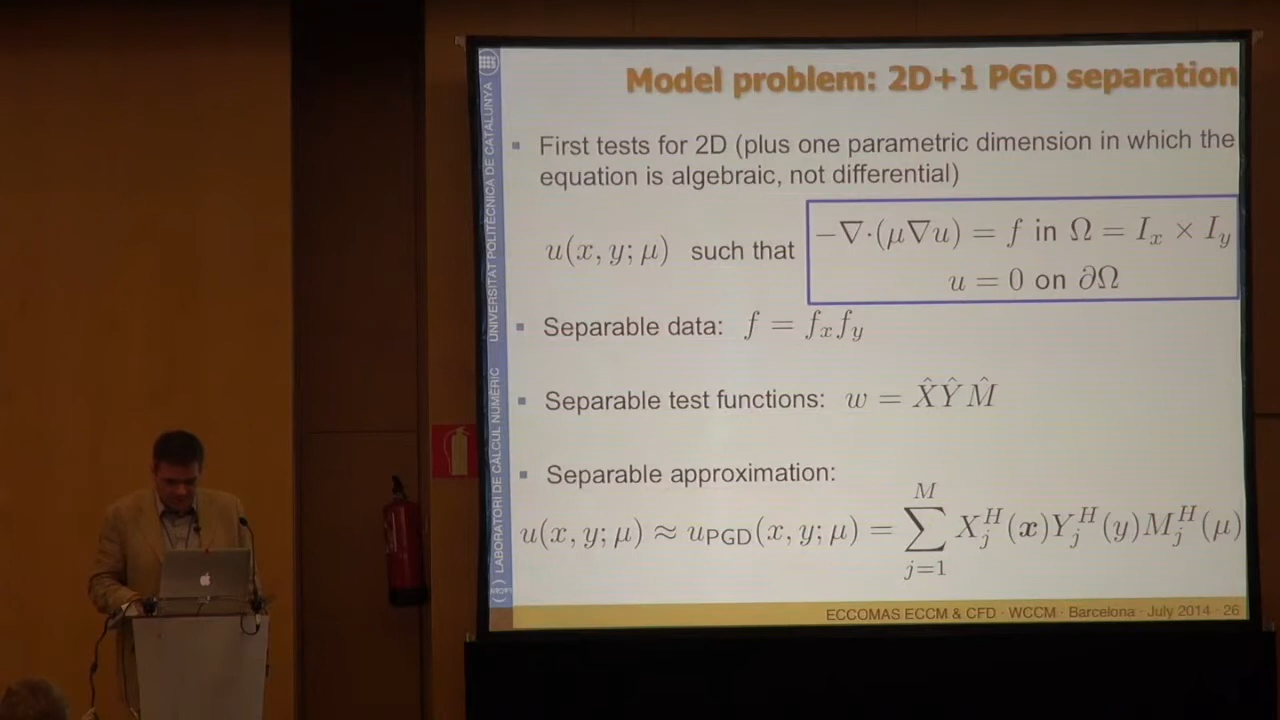 Model problem: 2D+1 PGD separation
▪ First tests for 2D (plus one parametric dimension in which the
equation is algebraic, not differential)
u(x, y; μ) such that
−∇·(μ∇u) = f in Ω = I_x × I_y
u = 0 on ∂Ω
▪ Separable data: f = f_x f_y
▪ Separable test functions: w = X̂Ŷ M̂
▪ Separable approximation:
u(x, y; μ) ≈ u_PGD(x, y; μ) = ∑_{j=1}^{M} X_j^H(x)Y_j^H(y)M_j^H(μ)
ECCOMAS ECCM & CFD · WCCM · Barcelona · July 2014 · 26
LABORATORI DE CÀLCUL NUMÈRIC UNIVERSITAT POLITÈCNICA DE CATALUNYA